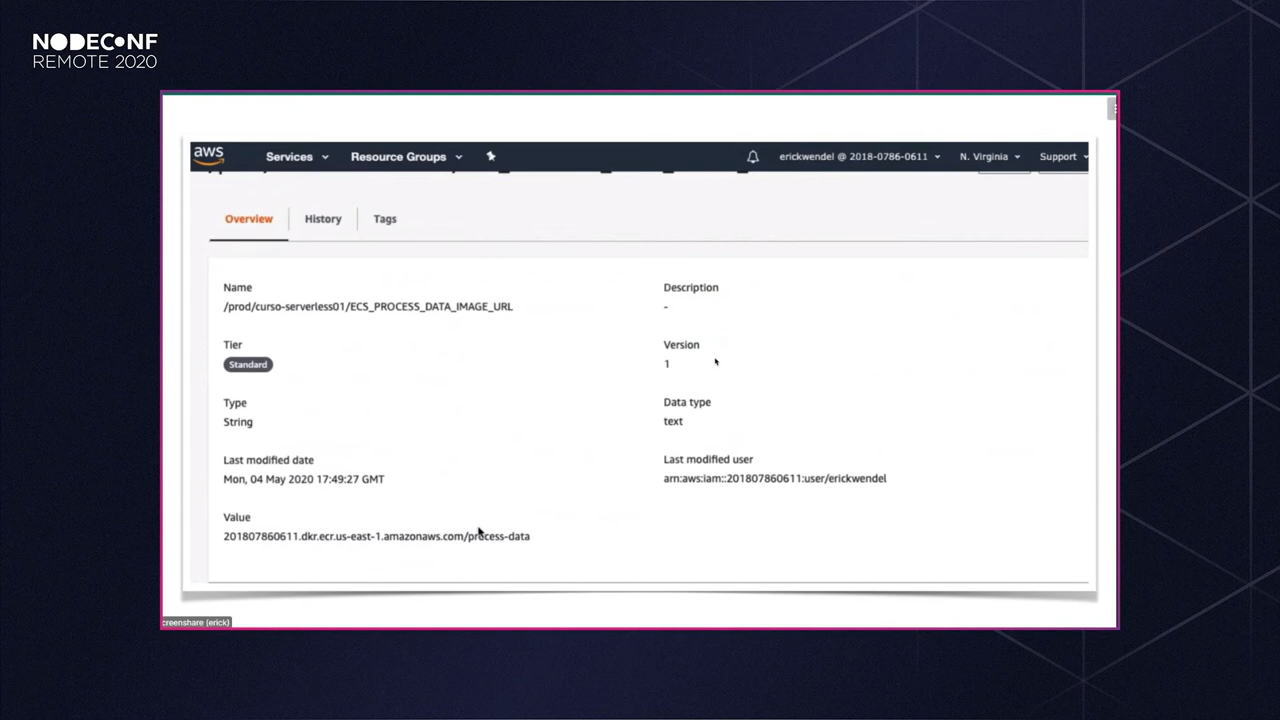 NODECONF
REMOTE 2020
aws
Services
Resource Groups
erickwendel @ 2018-0786-0611
N. Virginia
Support
Overview
History
Tags
Name
/prod/curso-serverless01/ECS_PROCESS_DATA_IMAGE_URL
Description
-
Tier
Standard
Version
1
Type
String
Data type
text
Last modified date
Mon, 04 May 2020 17:49:27 GMT
Last modified user
arn:aws:iam::201807860611:user/erickwendel
Value
201807860611.dkr.ecr.us-east-1.amazonaws.com/process-data
creenshare (erick)